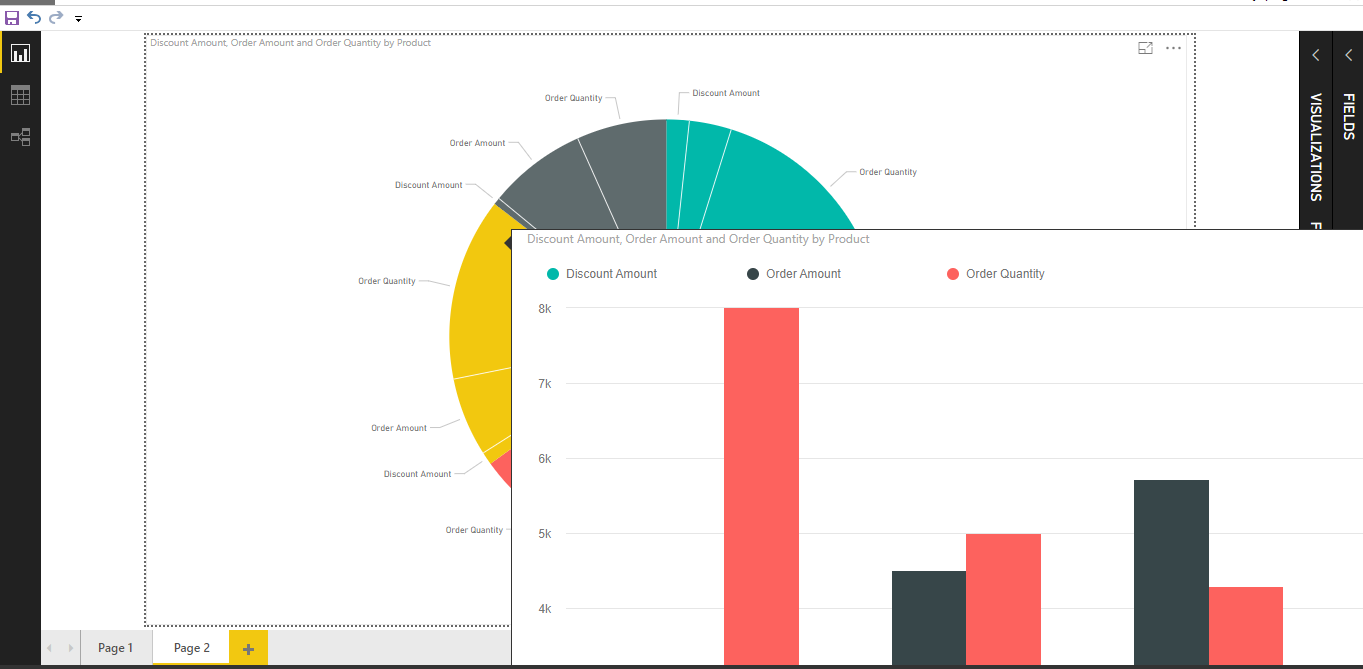 Discount Amount, Order Amount and Order Quantity by Product
Order Quantity
Discount Amount
Order Amount
Discount Amount
Order Quantity
Order Quantity
Order Amount
Discount Amount
Order Quantity
VISUALIZATIONS
FIELDS
Discount Amount, Order Amount and Order Quantity by Product
Discount Amount
Order Amount
Order Quantity
8k
7k
6k
5k
4k
Page 1
Page 2
+